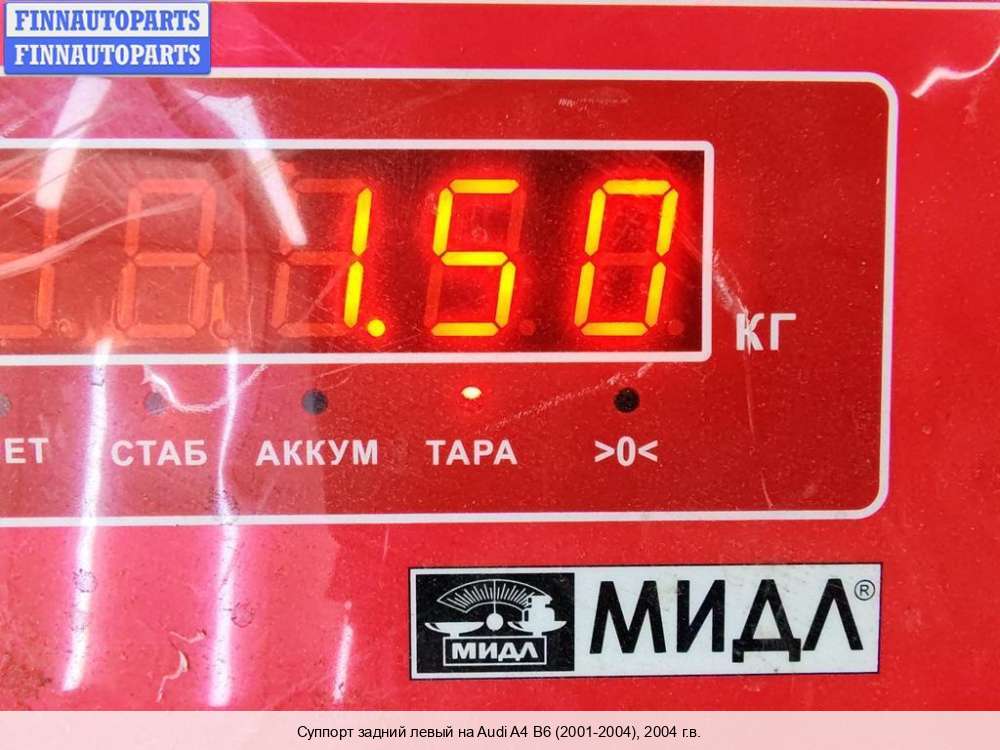 FINNAUTOPARTS
FINNAUTOPARTS
1.50
КГ
СТАБ АККУМ ТАРА >0<
МИДЛ МИДЛ®
Суппорт задний левый на Audi A4 B6 (2001-2004), 2004 г.в.